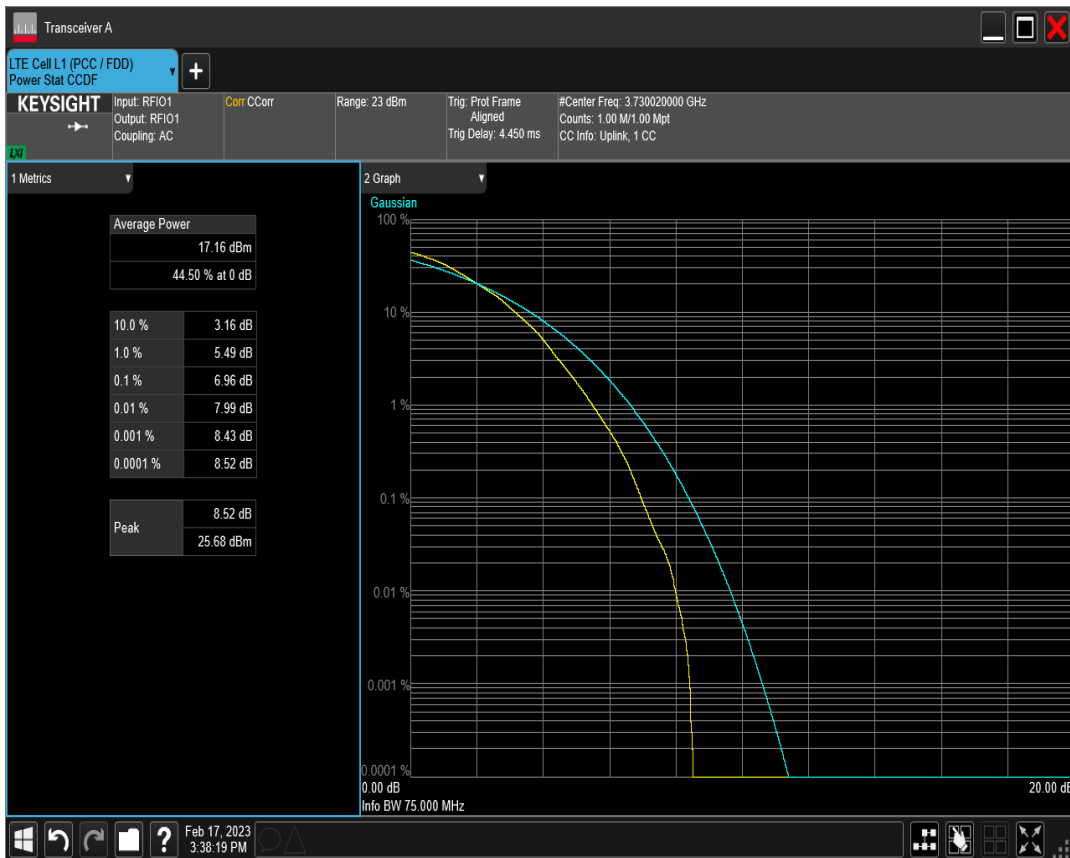 Transceiver A
LTE Cell L1 (PCC / FDD)
Power Stat CCDF
KEYSIGHT
LXI
Input: RFIO1
Output: RFIO1
Coupling: AC
Corr CCorr
Range: 23 dBm
Trig: Prot Frame
Aligned
Trig Delay: 4.450 ms
#Center Freq: 3.730020000 GHz
Counts: 1.00 M/1.00 Mpt
CC Info: Uplink, 1 CC
1 Metrics
Average Power
17.16 dBm
44.50 % at 0 dB
10.0 % 3.16 dB
1.0 % 5.49 dB
0.1 % 6.96 dB
0.01 % 7.99 dB
0.001 % 8.43 dB
0.0001 % 8.52 dB
Peak
8.52 dB
25.68 dBm
2 Graph
Gaussian
100 %
10 %
1 %
0.1 %
0.01 %
0.001 %
0.0001 %
0.00 dB 20.00 dB
Info BW 75.000 MHz
Feb 17, 2023
3:38:19 PM